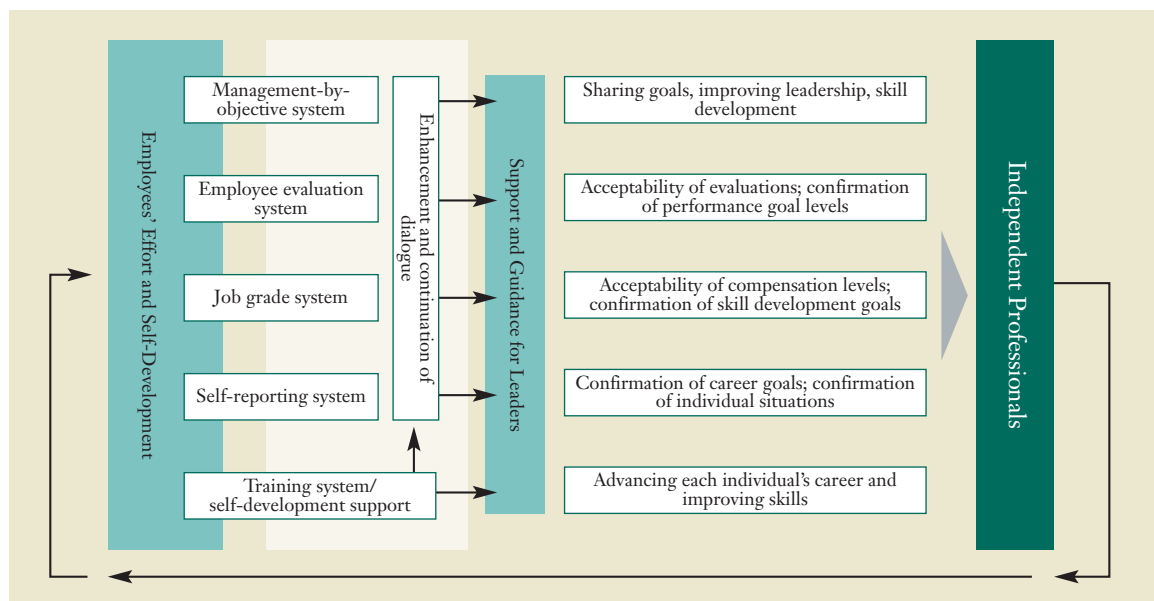 Employees' Effort and Self-Development
Management-by-
objective system
Employee evaluation
system
Job grade system
Self-reporting system
Training system/
self-development support
Enhancement and continuation of
dialogue
Support and Guidance for Leaders
Sharing goals, improving leadership, skill
development
Acceptability of evaluations; confirmation
of performance goal levels
Acceptability of compensation levels;
confirmation of skill development goals
Confirmation of career goals; confirmation
of individual situations
Advancing each individual's career and
improving skills
Independent Professionals